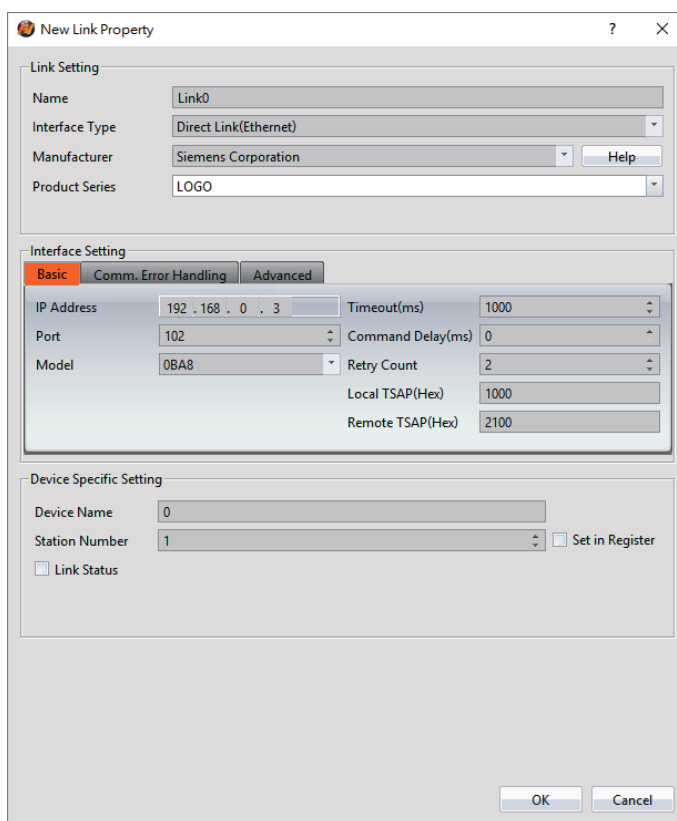 New Link Property ? ×
Link Setting
Name Link0
Interface Type Direct Link(Ethernet)
Manufacturer Siemens Corporation Help
Product Series LOGO
Interface Setting
Basic Comm. Error Handling Advanced
IP Address 192 . 168 . 0 . 3 Timeout(ms) 1000
Port 102 Command Delay(ms) 0
Model 0BA8 Retry Count 2
Local TSAP(Hex) 1000
Remote TSAP(Hex) 2100
Device Specific Setting
Device Name 0
Station Number 1 Set in Register
Link Status
OK Cancel